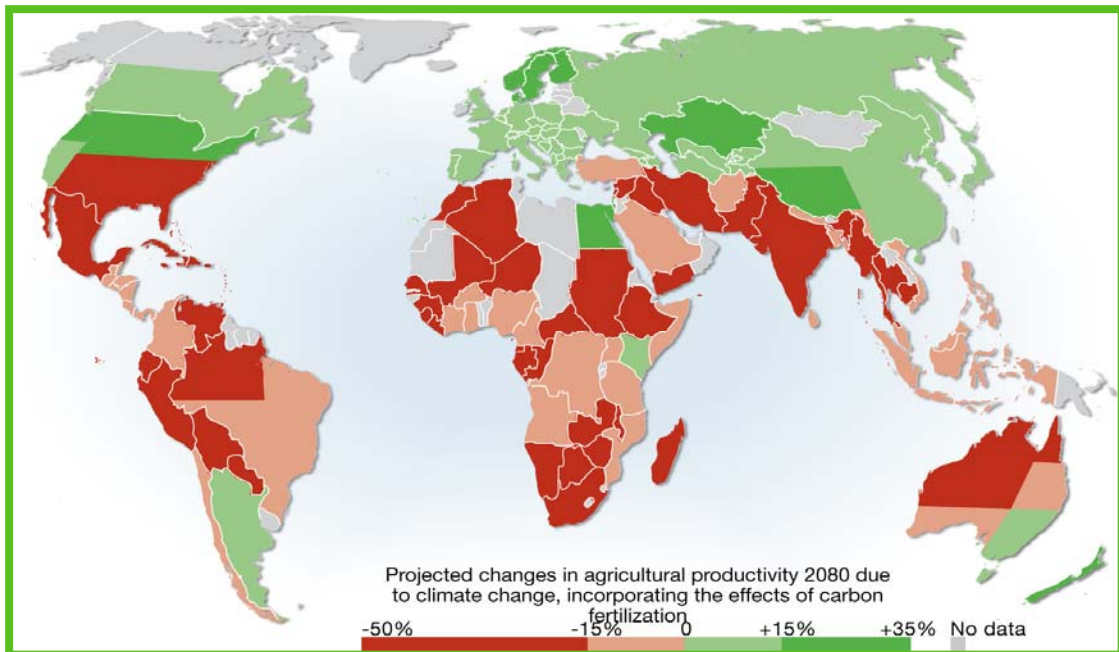 Projected changes in agricultural productivity 2080 due
to climate change, incorporating the effects of carbon
fertilization
-50% -15% 0 +15% +35% No data